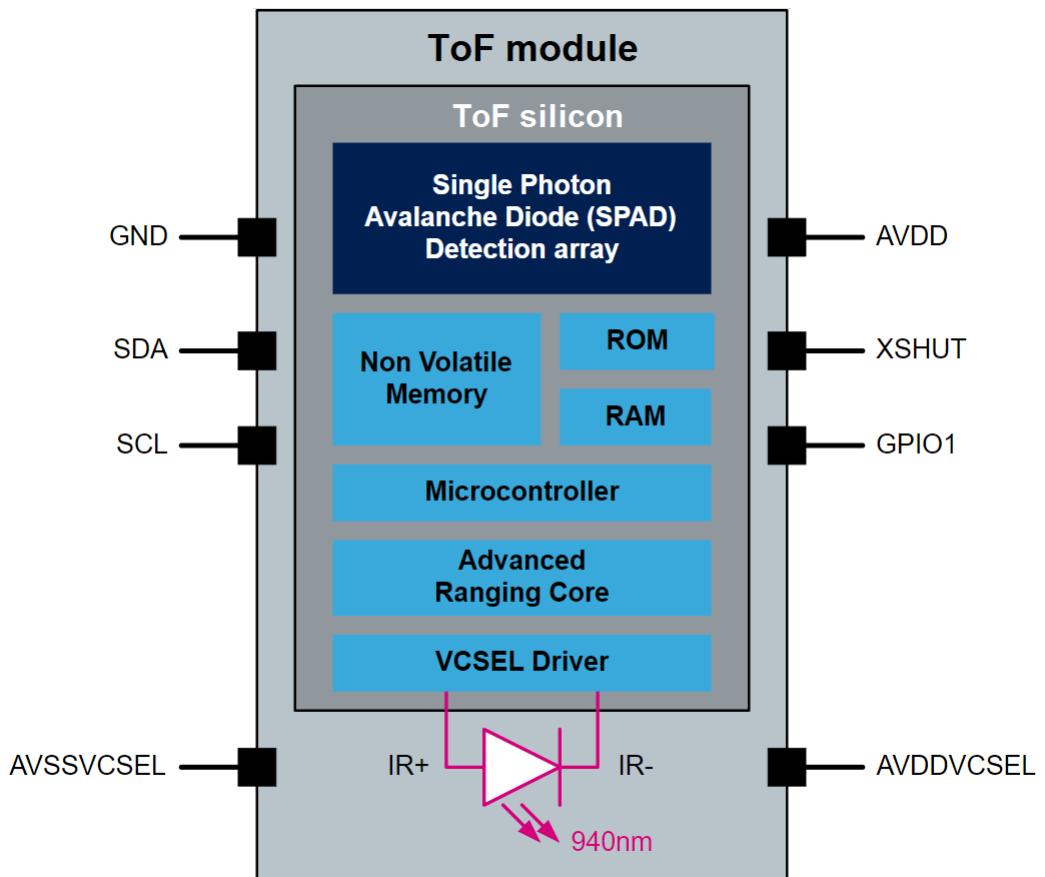 ToF module
ToF silicon
Single Photon
Avalanche Diode (SPAD)
Detection array
GND
AVDD
SDA
Non Volatile
Memory
ROM
XSHUT
RAM
SCL
GPIO1
Microcontroller
Advanced
Ranging Core
VCSEL Driver
AVSSVCSEL
IR+
IR-
AVDDVCSEL
940nm